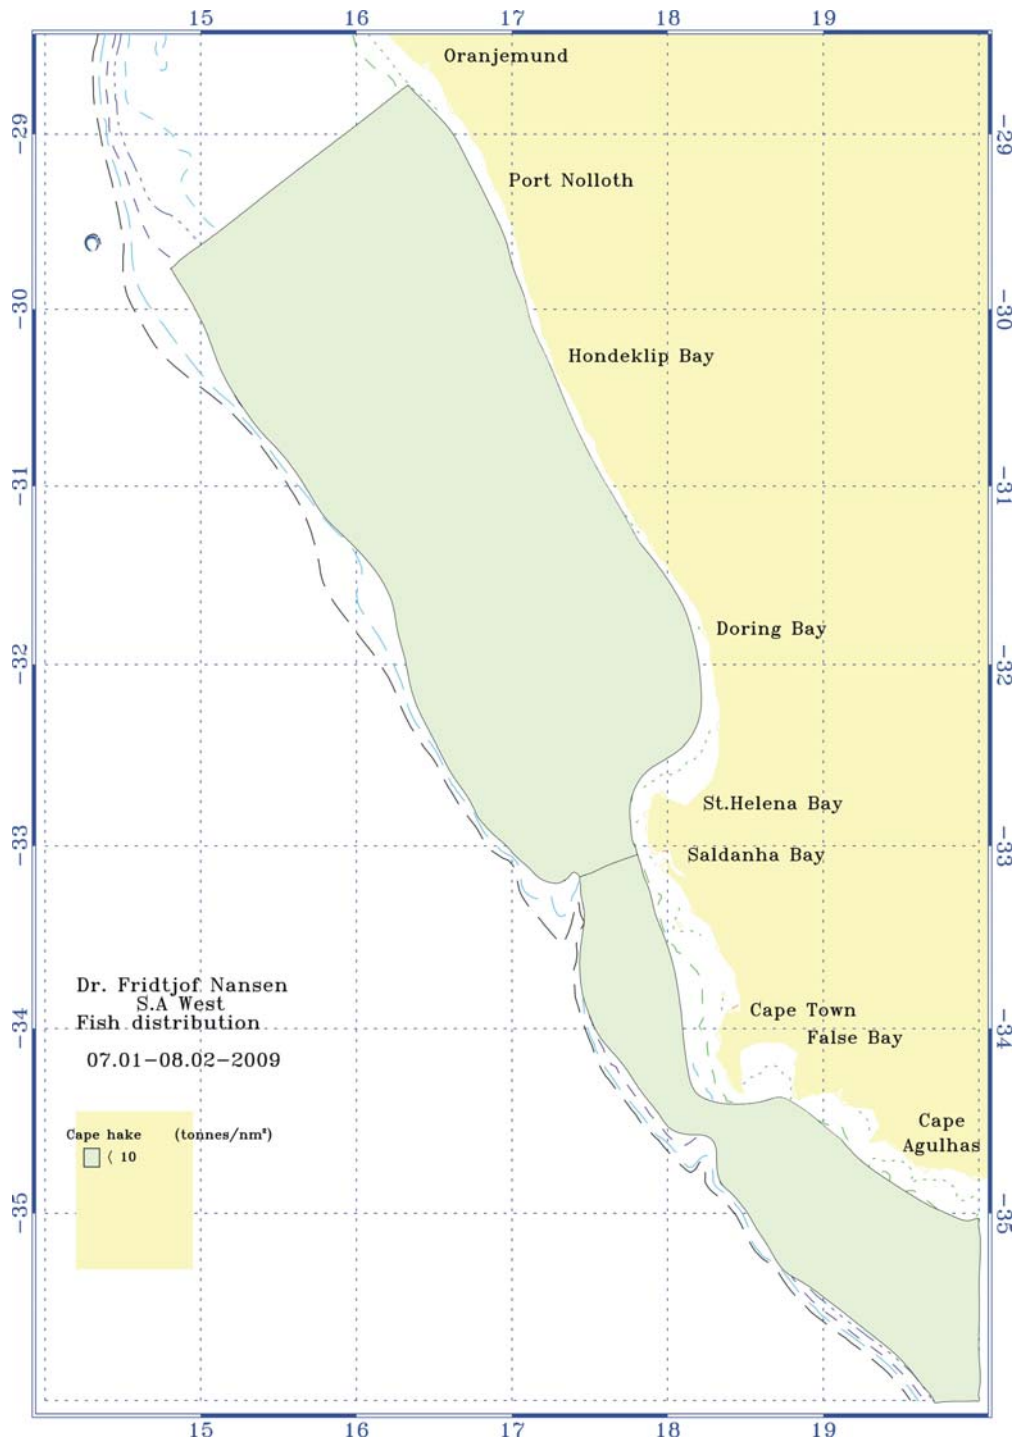 15 16 17 18 19
Oranjemund
-29 -29
Port Nolloth
-30 -30
Hondeklip Bay
-31 -31
Doring Bay
-32 -32
St.Helena Bay
-33 -33
Saldanha Bay
Dr. Fridtjof Nansen
S.A West
Fish distribution
Cape Town
-34 -34
False Bay
07.01-08.02-2009
Cape
Agulhas
Cape hake (tonnes/nm²)
< 10
-35 -35
15 16 17 18 19